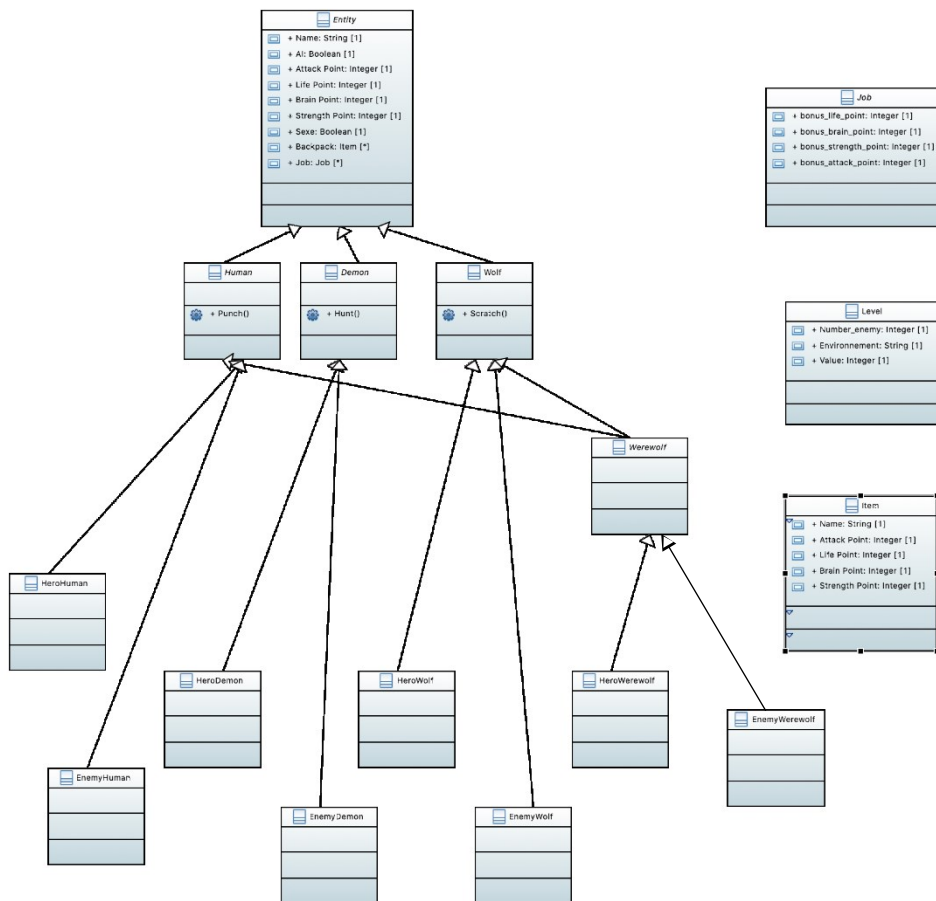 Entity
+ Name: String [1]
+ AI: Boolean [1]
+ Attack Point: Integer [1]
+ Life Point: Integer [1]
+ Brain Point: Integer [1]
+ Strength Point: Integer [1]
+ Sexe: Boolean [1]
+ Backpack: Item [*]
+ Job: Job [*]
Job
+ bonus_life_point: Integer [1]
+ bonus_brain_point: Integer [1]
+ bonus_strength_point: Integer [1]
+ bonus_attack_point: Integer [1]
Human
+ Punch()
Demon
+ Hunt()
Wolf
+ Scratch()
Level
+ Number_enemy: Integer [1]
+ Environnement: String [1]
+ Value: Integer [1]
Werewolf
Item
+ Name: String [1]
+ Attack Point: Integer [1]
+ Life Point: Integer [1]
+ Brain Point: Integer [1]
+ Strength Point: Integer [1]
HeroHuman
HeroDemon
HeroWolf
HeroWerewolf
EnemyWerewolf
EnemyHuman
EnemyDemon
EnemyWolf